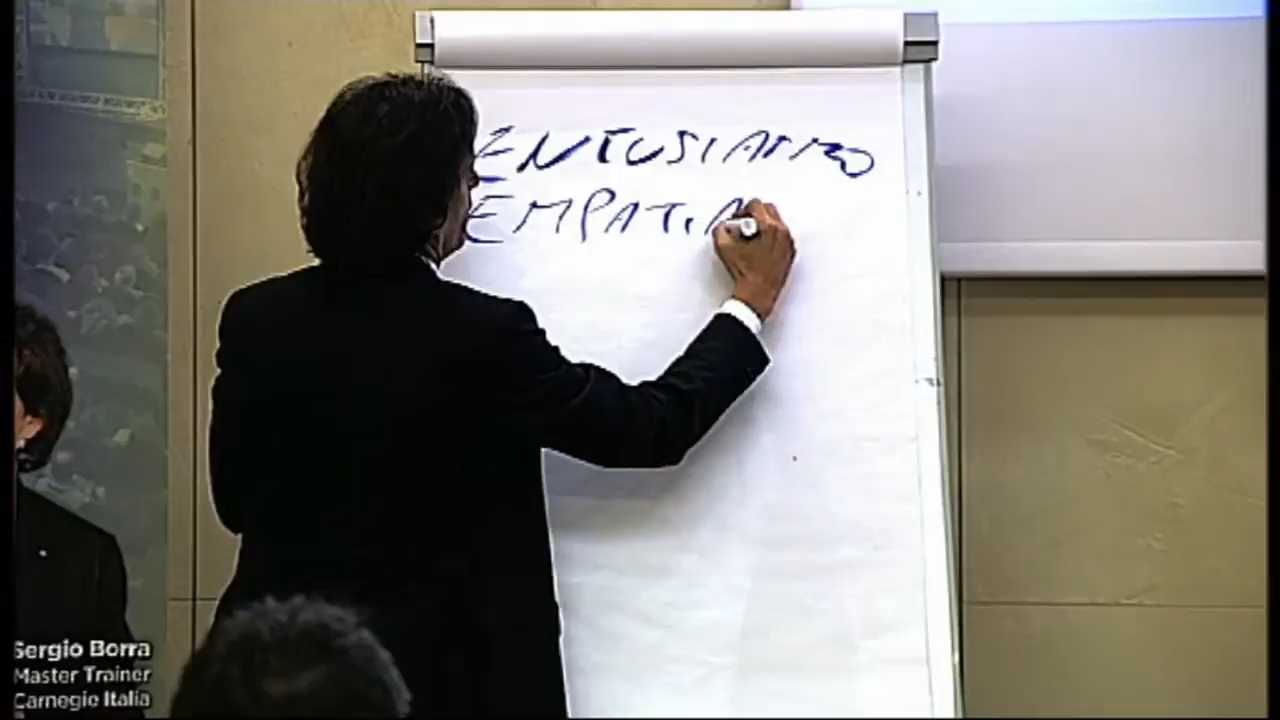 ENTUSIASMO
EMPATIA
Sergio Borra
Master Trainer
Carnegie Italia